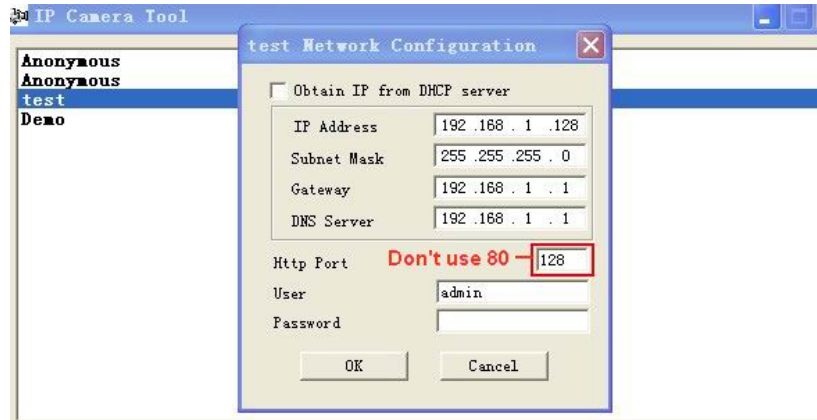 IP Camera Tool
Anonymous
Anonymous
test
Demo
test Network Configuration
Obtain IP from DHCP server
IP Address 192 .168 . 1 .128
Subnet Mask 255 .255 .255 . 0
Gateway 192 .168 . 1 . 1
DNS Server 192 .168 . 1 . 1
Http Port Don't use 80 128
User admin
Password
OK Cancel